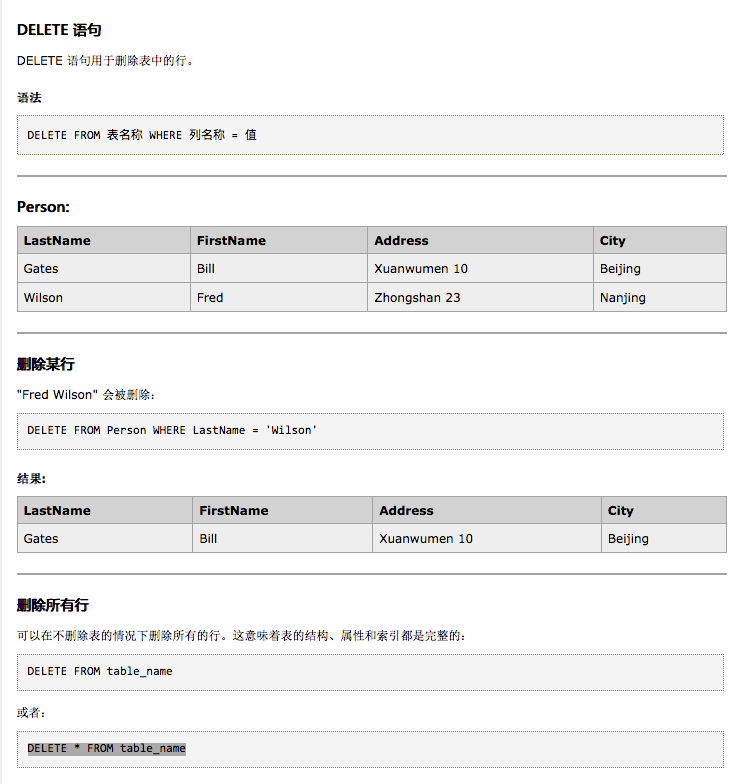 DELETE 语句
DELETE 语句用于删除表中的行。
语法
DELETE FROM 表名称 WHERE 列名称 = 值
Person:
LastName FirstName Address City
Gates Bill Xuanwumen 10 Beijing
Wilson Fred Zhongshan 23 Nanjing
删除某行
"Fred Wilson" 会被删除：
DELETE FROM Person WHERE LastName = 'Wilson'
结果:
LastName FirstName Address City
Gates Bill Xuanwumen 10 Beijing
删除所有行
可以在不删除表的情况下删除所有的行。这意味着表的结构、属性和索引都是完整的：
DELETE FROM table_name
或者：
DELETE * FROM table_name